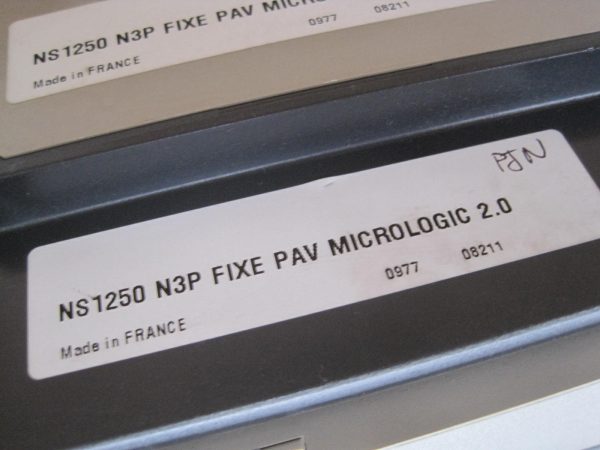 NS1250 N3P FIXE PAV
0977 08211
Made in FRANCE
PJN
NS1250 N3P FIXE PAV MICROLOGIC 2.0
0977 08211
Made in FRANCE